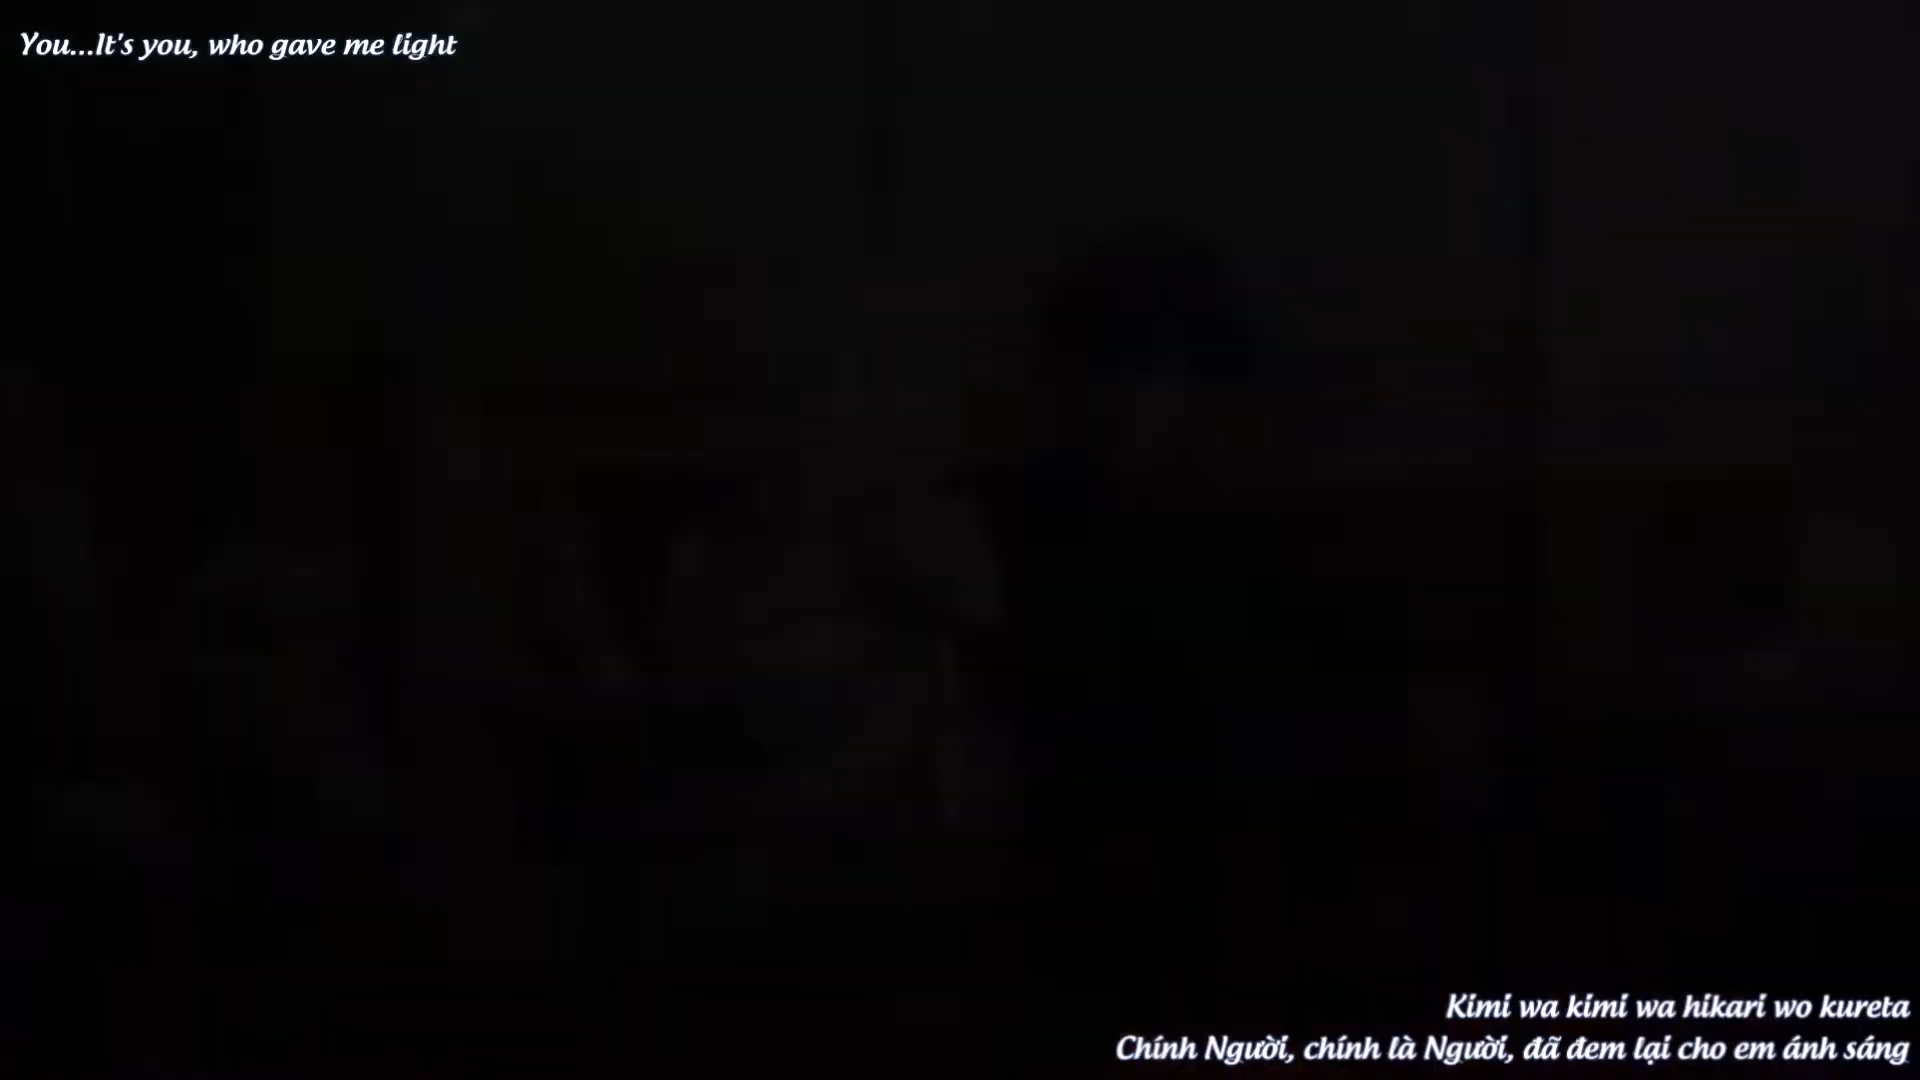 You...It's you, who gave me light
Kimi wa kimi wa hikari wo kureta
Chính Người, chính là Người, đã đem lại cho em ánh sáng